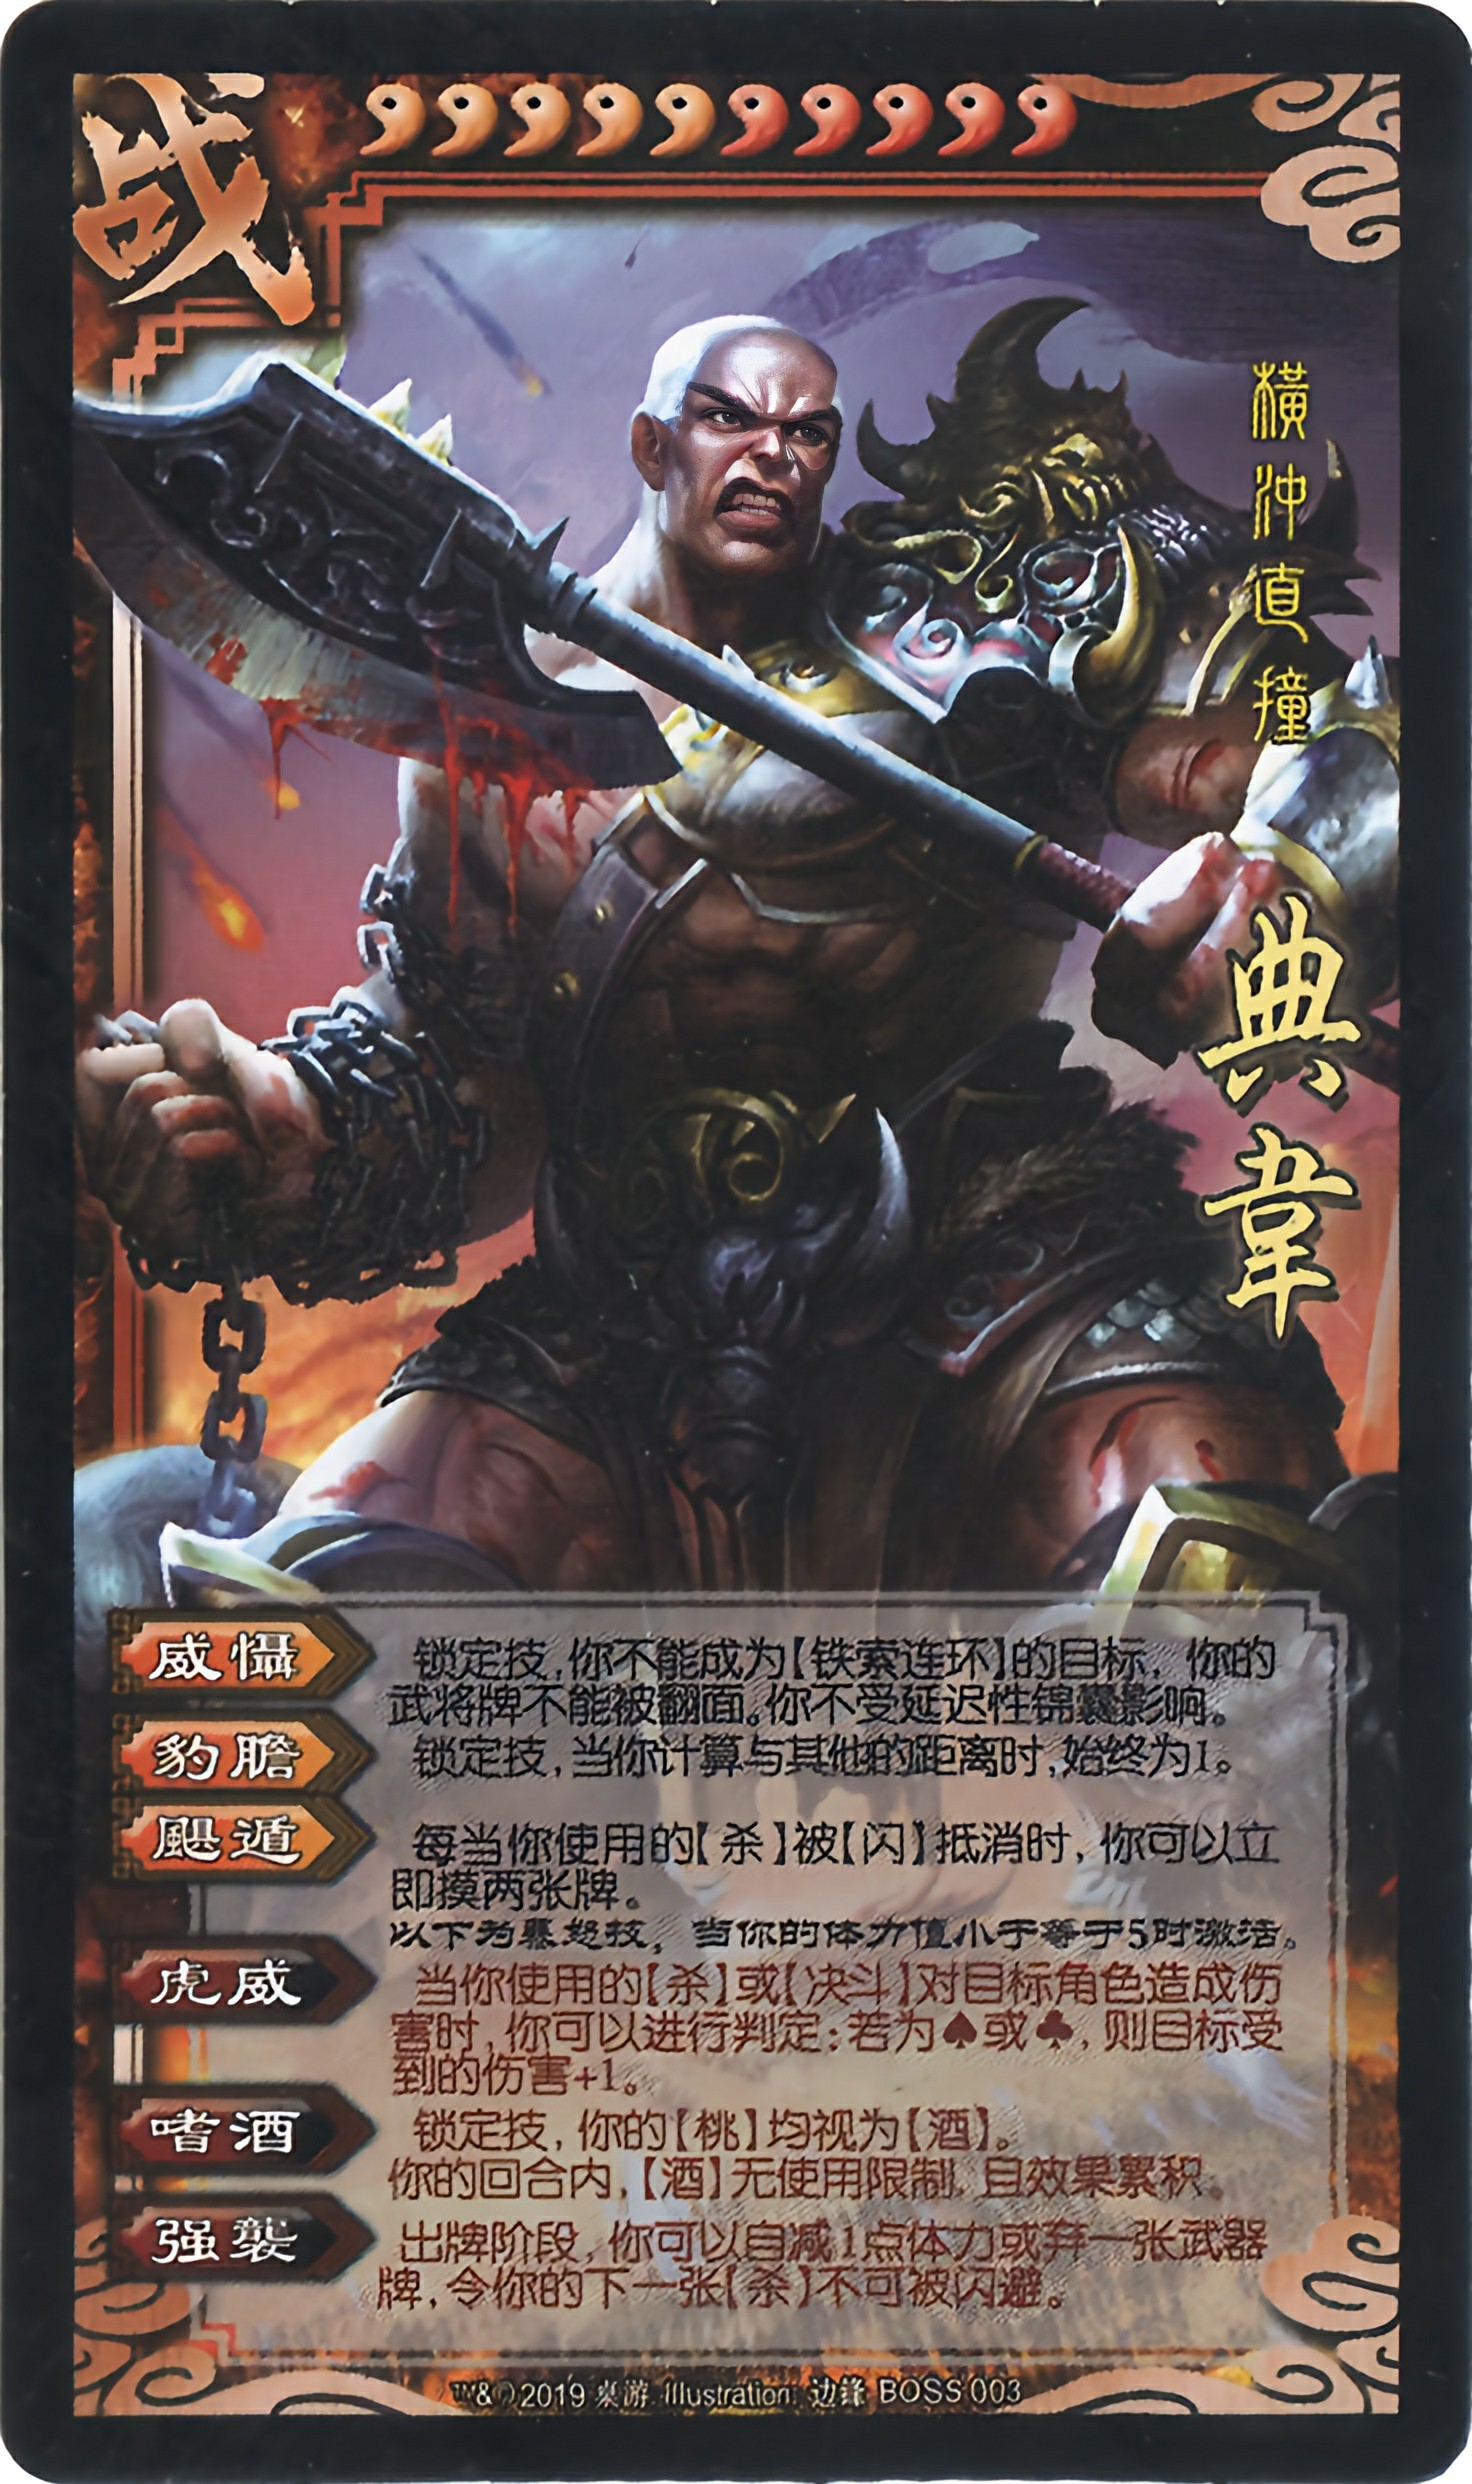 战
橫沖直撞
典韋
威慑
锁定技,你不能成为【铁索连环】的目标，你的
武将牌不能被翻面。你不受延迟性锦囊影响。
豹膽
锁定技,当你计算与其他的距离时,始终为1。
飓遁
每当你使用的【杀】被【闪】抵消时,你可以立
即摸两张牌。
以下为暴怒技，当你的体力值小于等于5时激活。
虎威
当你使用的【杀】或【决斗】对目标角色造成伤
害时,你可以进行判定:若为♠或♣,则目标受
到的伤害+1。
嗜酒
锁定技,你的【桃】均视为【酒】。
你的回合内,【酒】无使用限制,且效果累积。
强襲
出牌阶段,你可以自减1点体力或弃一张武器
牌,令你的下一张【杀】不可被闪避。
©2019 桌游. Illustration: 边锋 BOSS 003